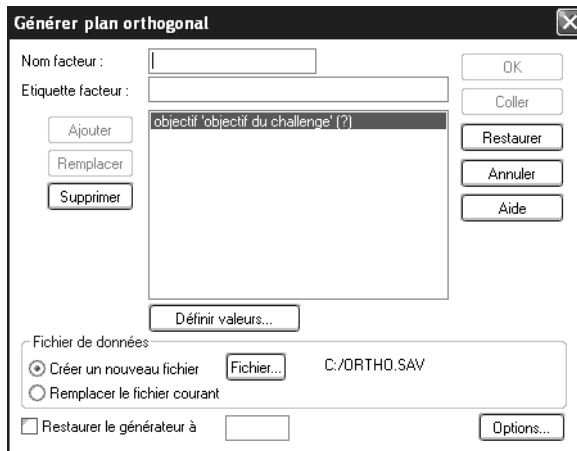 Générer plan orthogonal
Nom facteur :
OK
Etiquette facteur :
Coller
Ajouter
objectif 'objectif du challenge' (?)
Restaurer
Remplacer
Annuler
Supprimer
Aide
Définir valeurs...
Fichier de données
Créer un nouveau fichier
Fichier...
C:/ORTHO.SAV
Remplacer le fichier courant
Restaurer le générateur à
Options...